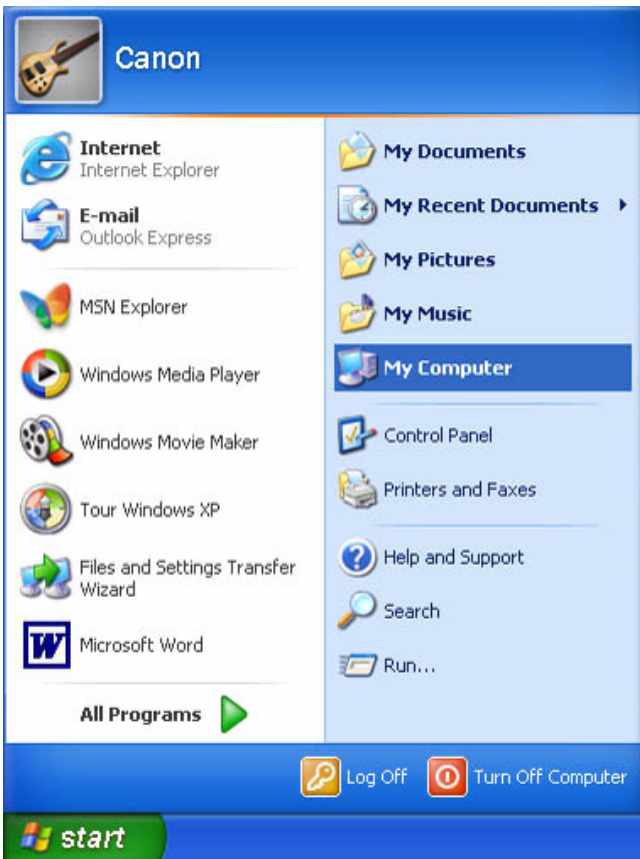 Canon
Internet
Internet Explorer
E-mail
Outlook Express
MSN Explorer
Windows Media Player
Windows Movie Maker
Tour Windows XP
Files and Settings Transfer
Wizard
W
Microsoft Word
All Programs
My Documents
My Recent Documents
My Pictures
My Music
My Computer
Control Panel
Printers and Faxes
Help and Support
Search
Run...
Log Off
Turn Off Computer
start